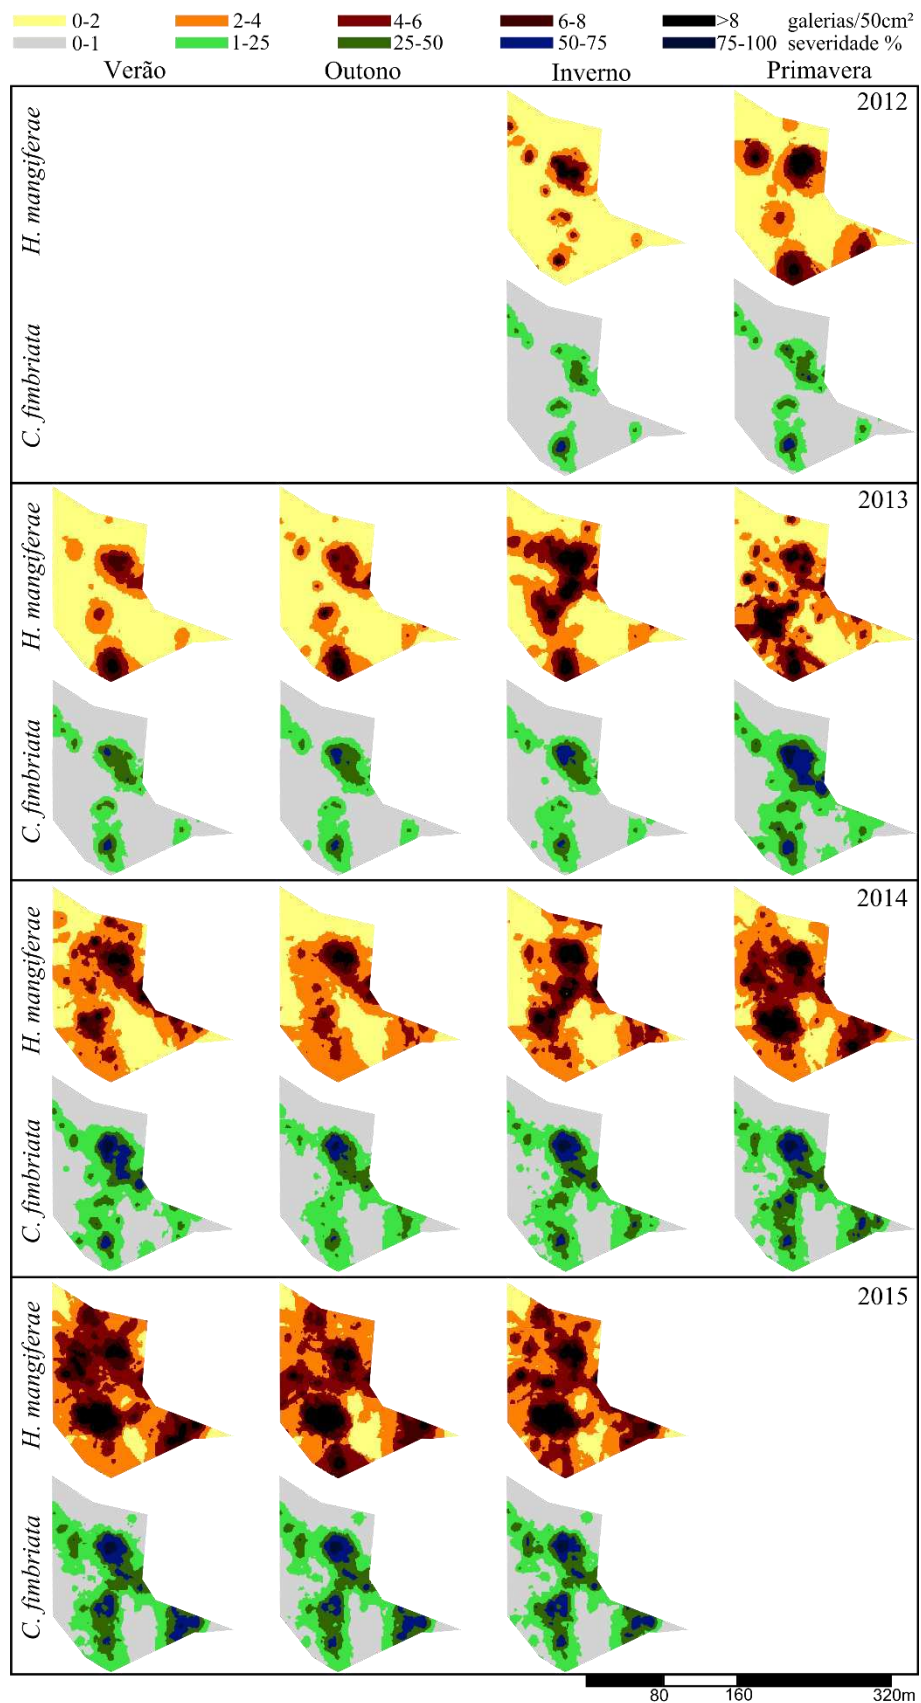 0-2 2-4 4-6 6-8 >8 galerias/50cm²
0-1 1-25 25-50 50-75 75-100 severidade %
Verão Outono Inverno Primavera
2012
H. mangiferae
C. fimbriata
2013
H. mangiferae
C. fimbriata
2014
H. mangiferae
C. fimbriata
2015
H. mangiferae
C. fimbriata
80 160 320m